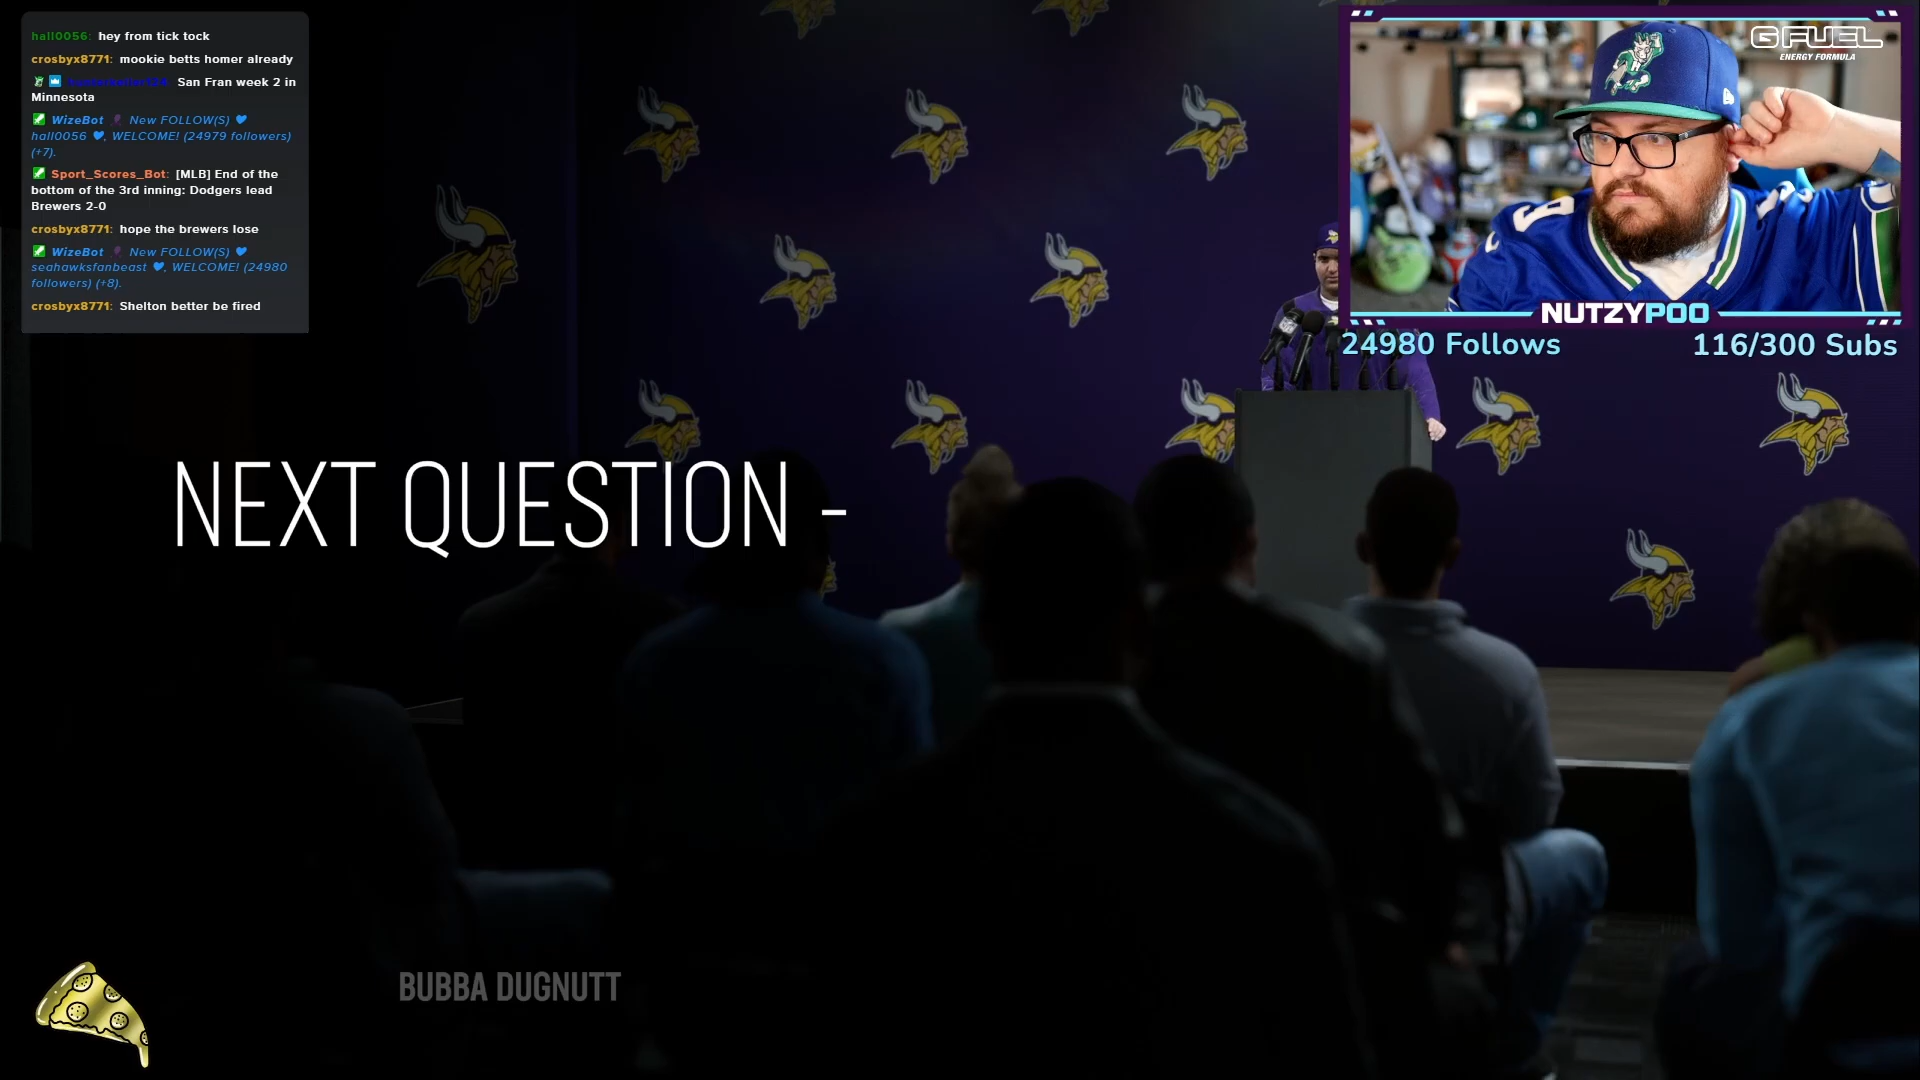 hall0056: hey from tick tock
crosbyx8771: mookie betts homer already
San Fran week 2 in
Minnesota
WizeBot New FOLLOW(S)
hall0056, WELCOME! (24979 followers)
(+7).
Sport_Scores_Bot: [MLB] End of the
bottom of the 3rd inning: Dodgers lead
Brewers 2-0
crosbyx8771: hope the brewers lose
WizeBot New FOLLOW(S)
seahawksfanbeast, WELCOME! (24980
followers) (+8).
crosbyx8771: Shelton better be fired
G FUEL
ENERGY FORMULA
NUTZYPOO
24980 Follows
116/300 Subs
NEXT QUESTION -
BUBBA DUGNUTT